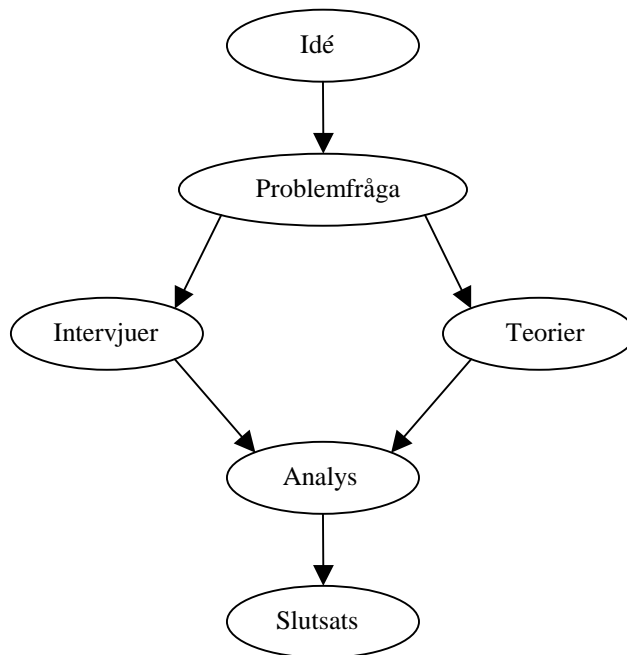 Idé
Problemfråga
Intervjuer
Teorier
Analys
Slutsats